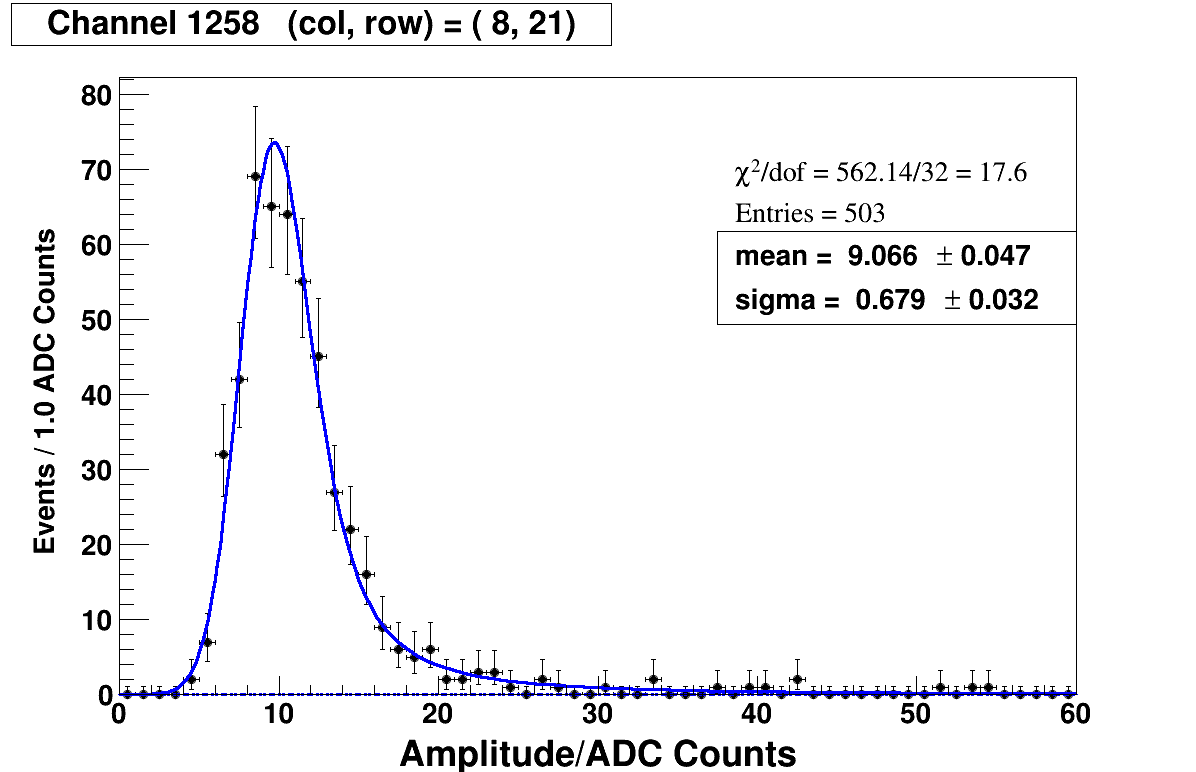 Channel 1258 (col, row) = ( 8, 21)
80
70
60
50
40
30
20
10
0
Events / 1.0 ADC Counts
χ²/dof = 562.14/32 = 17.6
Entries = 503
mean = 9.066 ± 0.047
sigma = 0.679 ± 0.032
0 10 20 30 40 50 60
Amplitude/ADC Counts